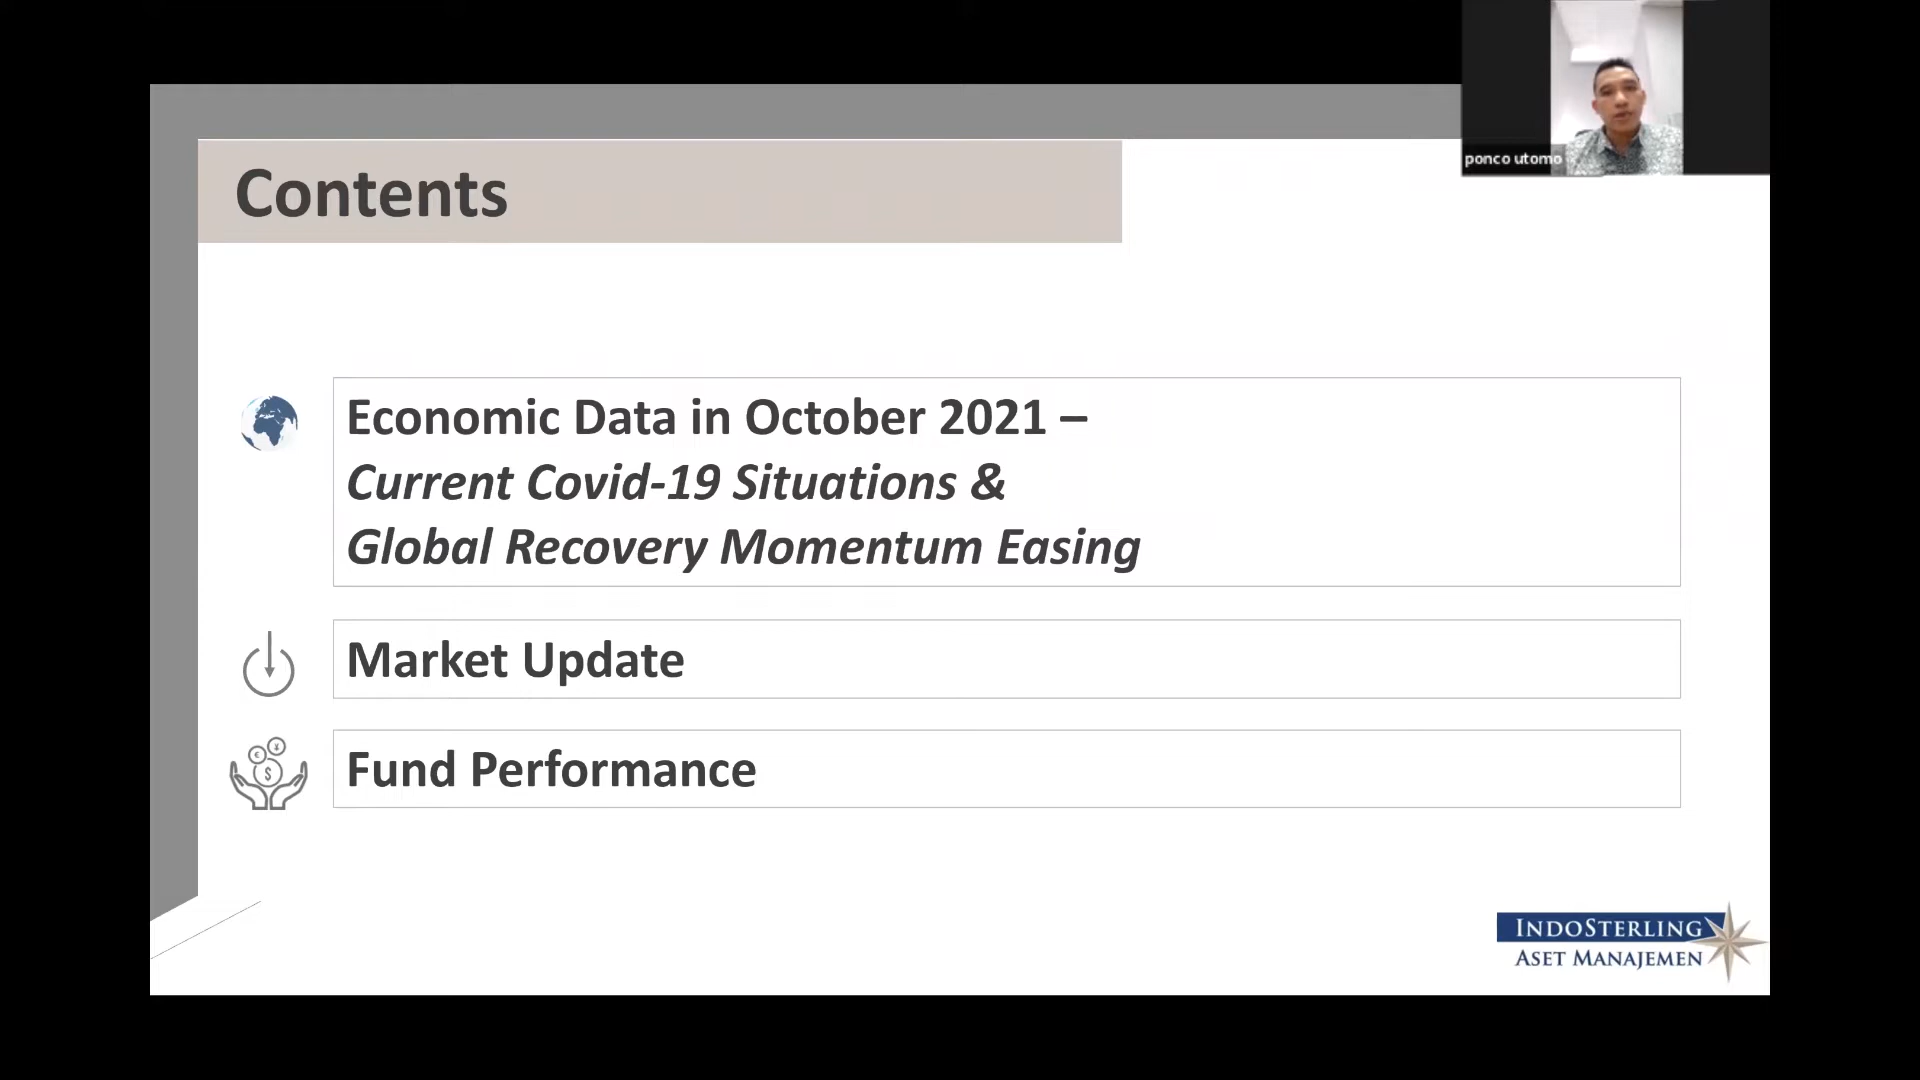 ponco utomo
Contents
Economic Data in October 2021 –
Current Covid-19 Situations &
Global Recovery Momentum Easing
Market Update
Fund Performance
INDOSTERLING
ASET MANAJEMEN